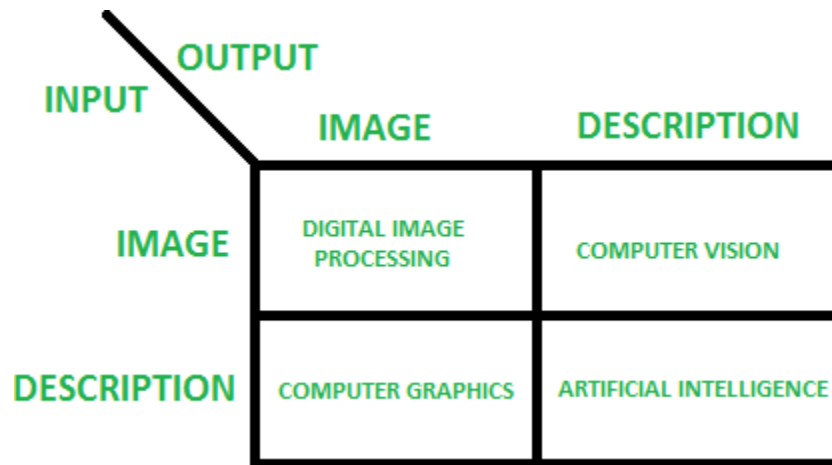 OUTPUT
INPUT
IMAGE DESCRIPTION
IMAGE
DIGITAL IMAGE
PROCESSING
COMPUTER VISION
DESCRIPTION
COMPUTER GRAPHICS
ARTIFICIAL INTELLIGENCE